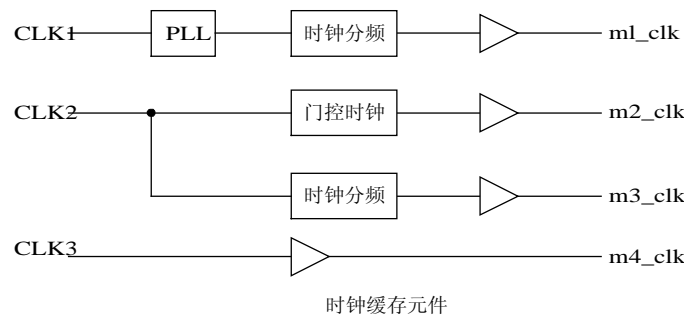 CLK1 PLL 时钟分频 ml_clk
CLK2 门控时钟 m2_clk
时钟分频 m3_clk
CLK3 m4_clk
时钟缓存元件